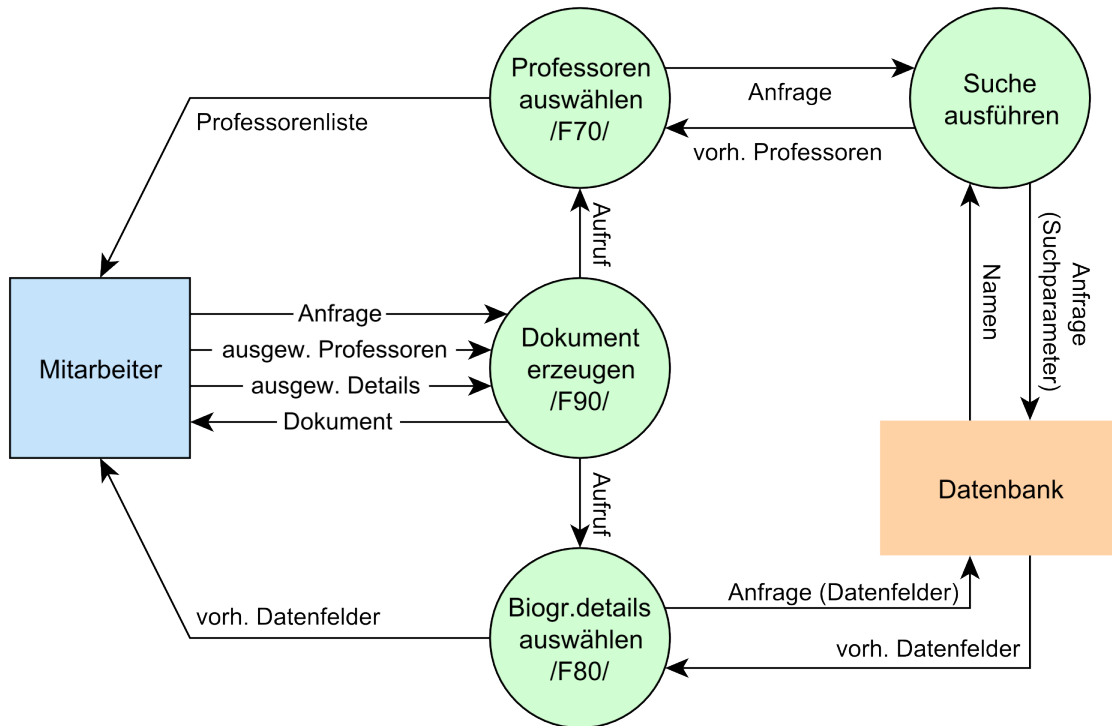 Professoren
auswählen
/F70/
Anfrage
Suche
ausführen
Professorenliste
vorh. Professoren
Aufruf
Namen
Anfrage
(Suchparameter)
Mitarbeiter
Anfrage
ausgew. Professoren
ausgew. Details
Dokument
Dokument
erzeugen
/F90/
Datenbank
Aufruf
vorh. Datenfelder
Biogr.details
auswählen
/F80/
Anfrage (Datenfelder)
vorh. Datenfelder